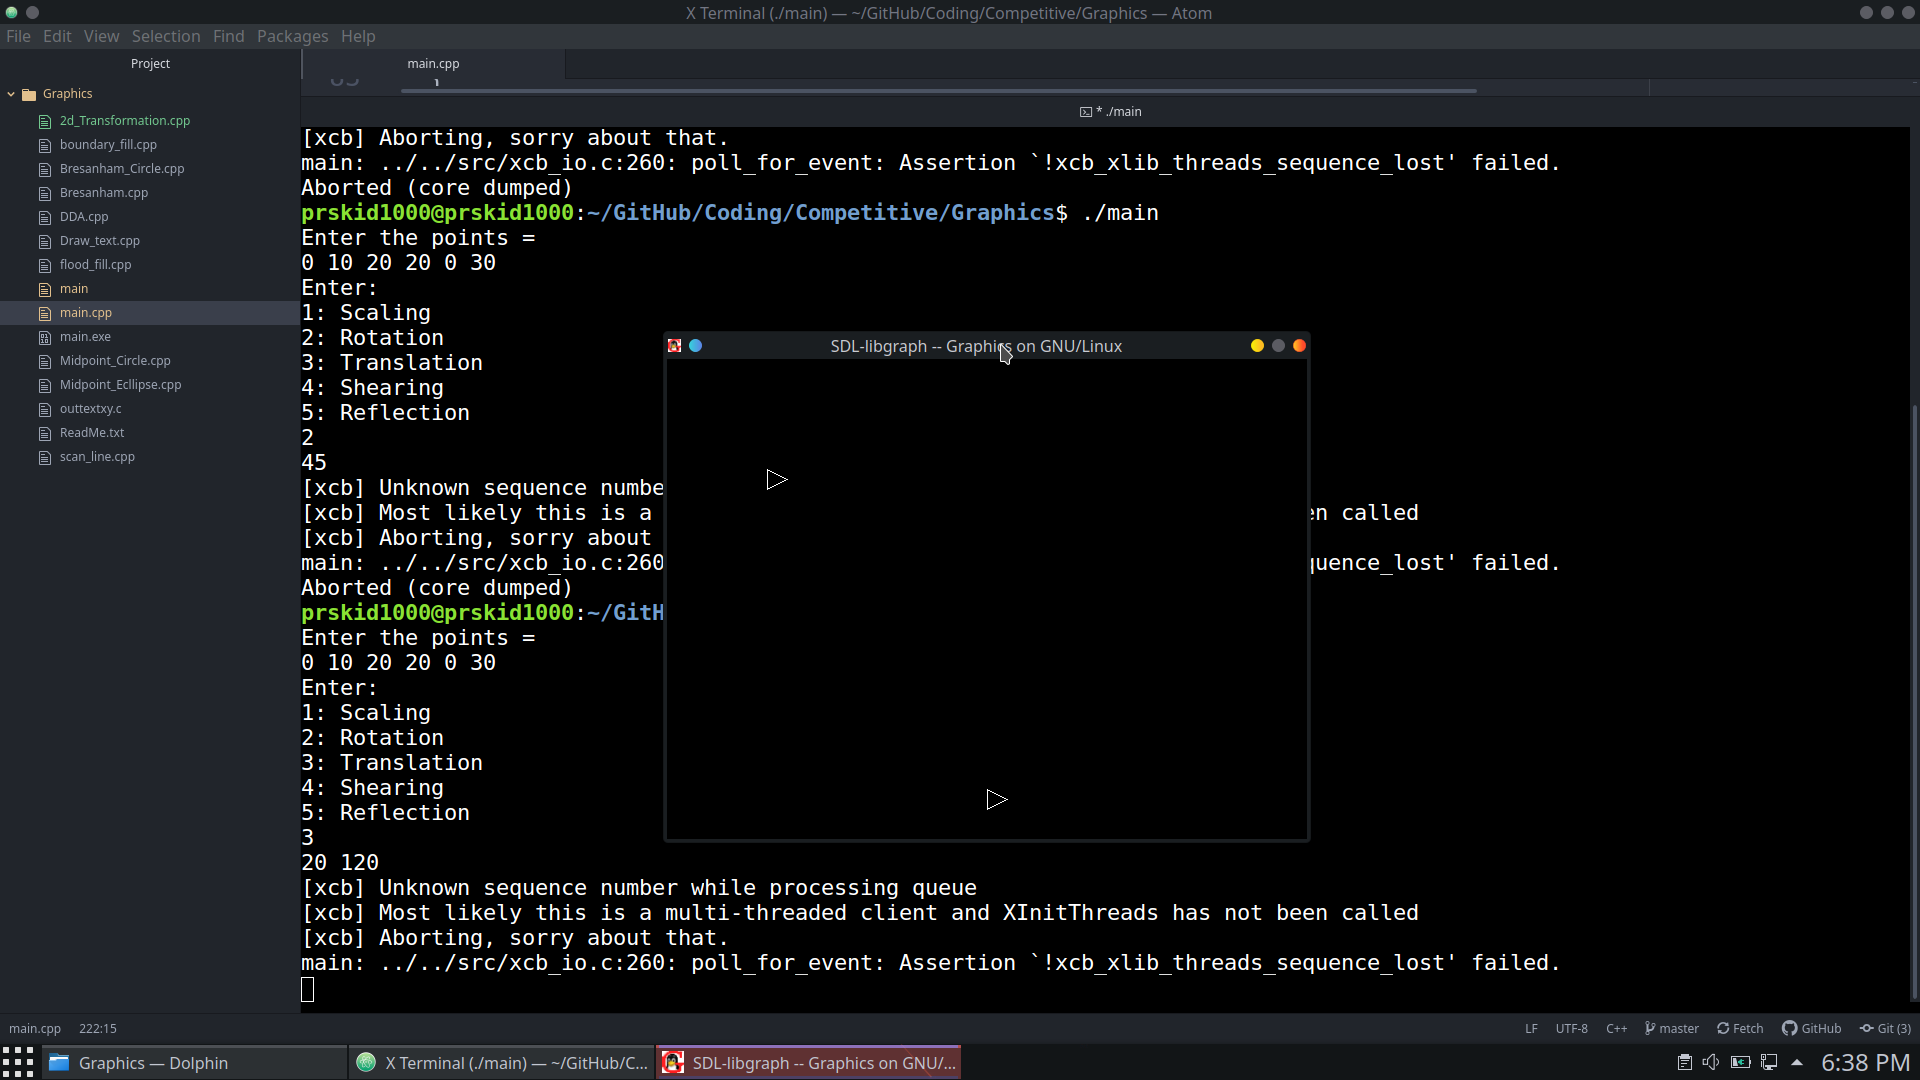 X Terminal (./main) — ~/GitHub/Coding/Competitive/Graphics — Atom
File Edit View Selection Find Packages Help
Project
main.cpp
Graphics
2d_Transformation.cpp
boundary_fill.cpp
Bresanham_Circle.cpp
Bresanham.cpp
DDA.cpp
Draw_text.cpp
flood_fill.cpp
main
main.cpp
main.exe
Midpoint_Circle.cpp
Midpoint_Ecllipse.cpp
outtextxy.c
ReadMe.txt
scan_line.cpp
* ./main
[xcb] Aborting, sorry about that.
main: ../../src/xcb_io.c:260: poll_for_event: Assertion `!xcb_xlib_threads_sequence_lost' failed.
Aborted (core dumped)
prskid1000@prskid1000:~/GitHub/Coding/Competitive/Graphics$ ./main
Enter the points =
0 10 20 20 0 30
Enter:
1: Scaling
2: Rotation
3: Translation
4: Shearing
5: Reflection
2
45
[xcb] Unknown sequence numbe
[xcb] Most likely this is a en called
[xcb] Aborting, sorry about
main: ../../src/xcb_io.c:260 quence_lost' failed.
Aborted (core dumped)
prskid1000@prskid1000:~/GitH
Enter the points =
0 10 20 20 0 30
Enter:
1: Scaling
2: Rotation
3: Translation
4: Shearing
5: Reflection
3
20 120
[xcb] Unknown sequence number while processing queue
[xcb] Most likely this is a multi-threaded client and XInitThreads has not been called
[xcb] Aborting, sorry about that.
main: ../../src/xcb_io.c:260: poll_for_event: Assertion `!xcb_xlib_threads_sequence_lost' failed.
SDL-libgraph -- Graphics on GNU/Linux
main.cpp 222:15
LF UTF-8 C++ master Fetch GitHub Git (3)
Graphics — Dolphin
X Terminal (./main) — ~/GitHub/C...
SDL-libgraph -- Graphics on GNU/...
6:38 PM